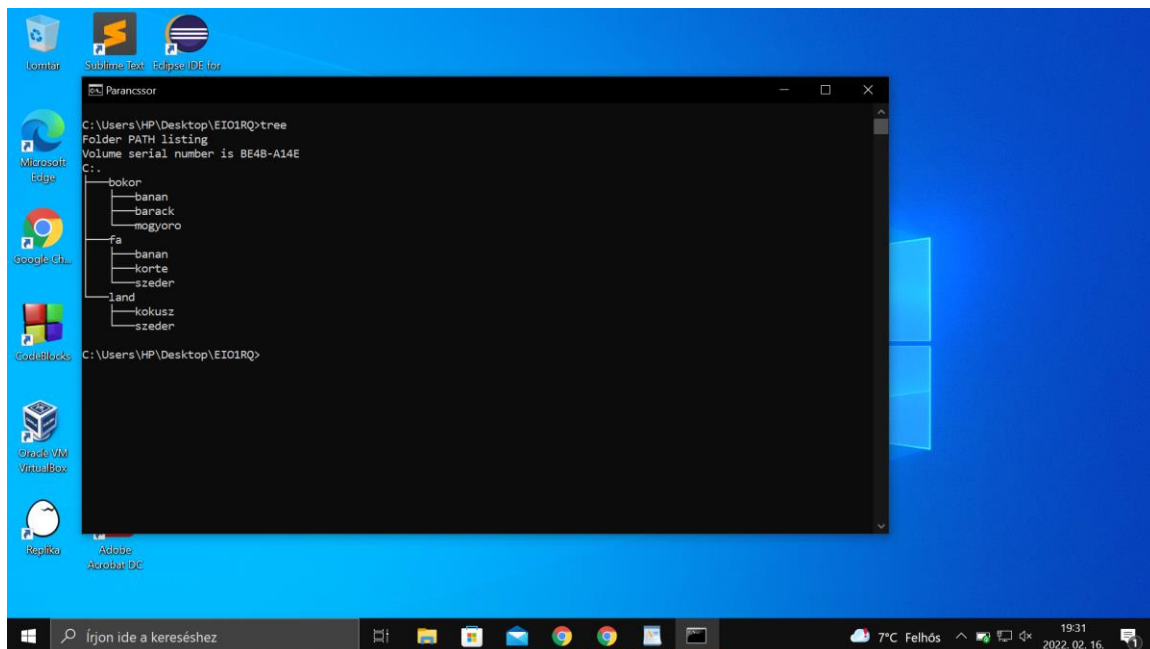 Lomtár
Sublime Text
Eclipse IDE for
Parancssor
C:\Users\HP\Desktop\EIO1RQ>tree
Folder PATH listing
Volume serial number is BE4B-A14E
C:.
├───bokor
│   ├───banan
│   ├───barack
│   └───mogyoro
├───fa
│   ├───banan
│   ├───korte
│   └───szeder
└───land
    ├───kokusz
    └───szeder
C:\Users\HP\Desktop\EIO1RQ>
Microsoft
Edge
Google Ch...
CodeBlocks
Oracle VM
VirtualBox
Replika
Adobe
Acrobat DC
Írjon ide a kereséshez
7°C Felhős
19:31
2022. 02. 16.
1